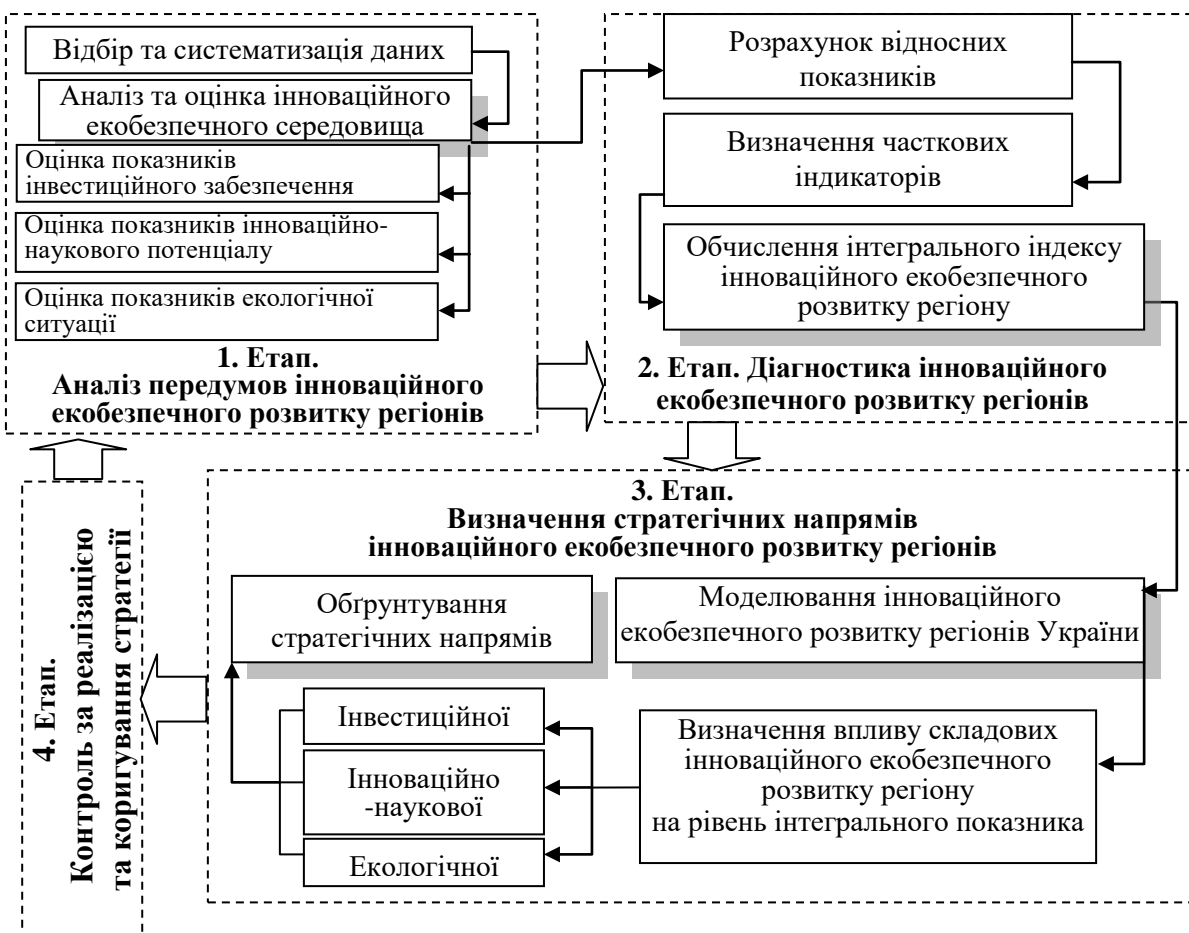 Відбір та систематизація даних
Аналіз та оцінка інноваційного
екобезпечного середовища
Оцінка показників
інвестиційного забезпечення
Оцінка показників інноваційно-
наукового потенціалу
Оцінка показників екологічної
ситуації
1. Етап.
Аналіз передумов інноваційного
екобезпечного розвитку регіонів
Розрахунок відносних
показників
Визначення часткових
індикаторів
Обчислення інтегрального індексу
інноваційного екобезпечного
розвитку регіону
2. Етап. Діагностика інноваційного
екобезпечного розвитку регіонів
3. Етап.
Визначення стратегічних напрямів
інноваційного екобезпечного розвитку регіонів
Обґрунтування
стратегічних напрямів
Моделювання інноваційного
екобезпечного розвитку регіонів України
Інвестиційної
Інноваційно
-наукової
Екологічної
Визначення впливу складових
інноваційного екобезпечного
розвитку регіону
на рівень інтегрального показника
4. Етап.
Контроль за реалізацією
та коригування стратегії